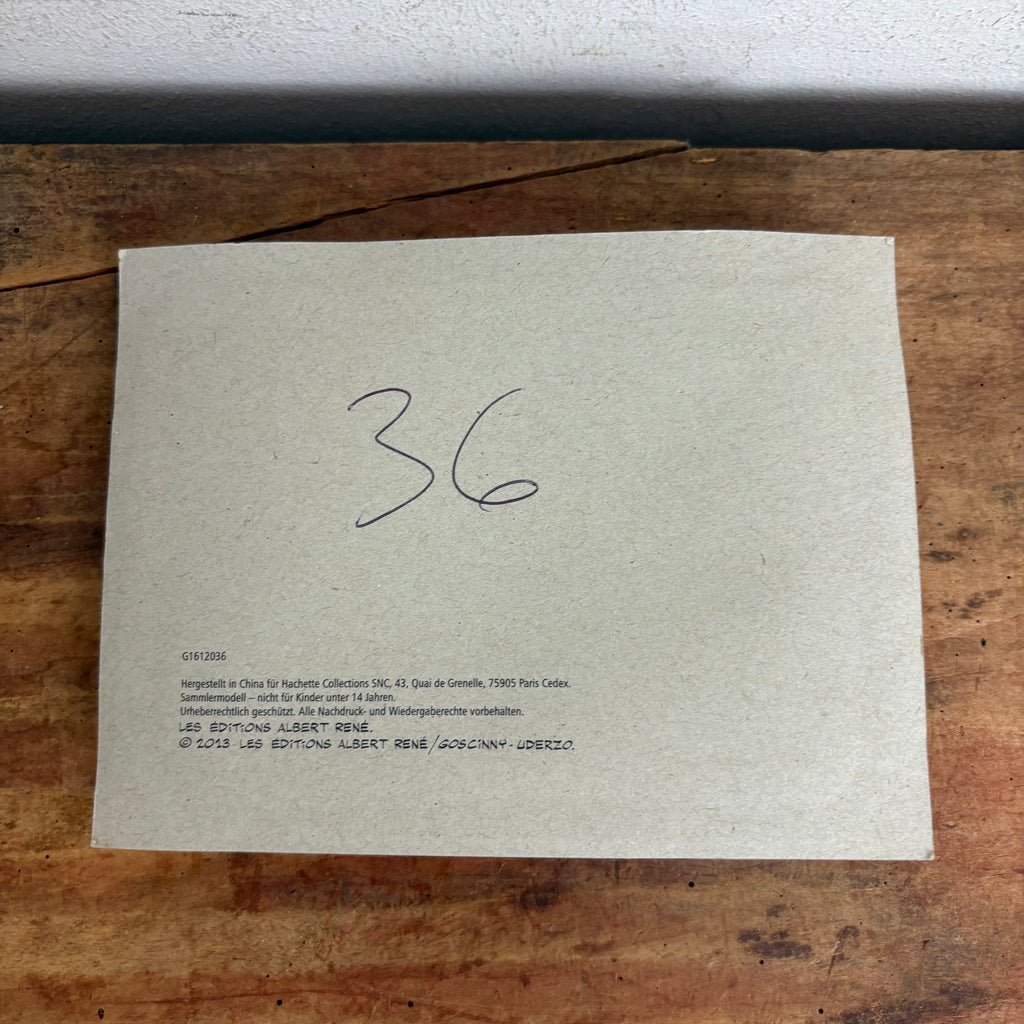 36
G1612036
Hergestellt in China für Hachette Collections SNC, 43, Quai de Grenelle, 75905 Paris Cedex.
Sammlermodell – nicht für Kinder unter 14 Jahren.
Urheberrechtlich geschützt. Alle Nachdruck- und Wiedergaberechte vorbehalten.
LES ÉDITIONS ALBERT RENÉ.
© 2013 LES ÉDITIONS ALBERT RENÉ/GOSCINNY-UDERZO.